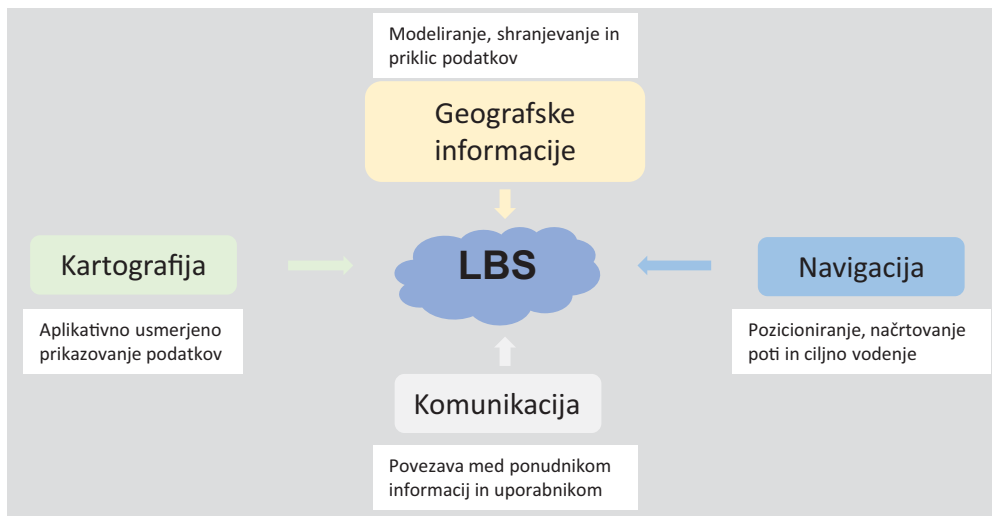 Modeliranje, shranjevanje in
priklic podatkov
Geografske
informacije
Kartografija
LBS
Navigacija
Aplikativno usmerjeno
prikazovanje podatkov
Pozicioniranje, načrtovanje
poti in ciljno vodenje
Komunikacija
Povezava med ponudnikom
informacij in uporabnikom